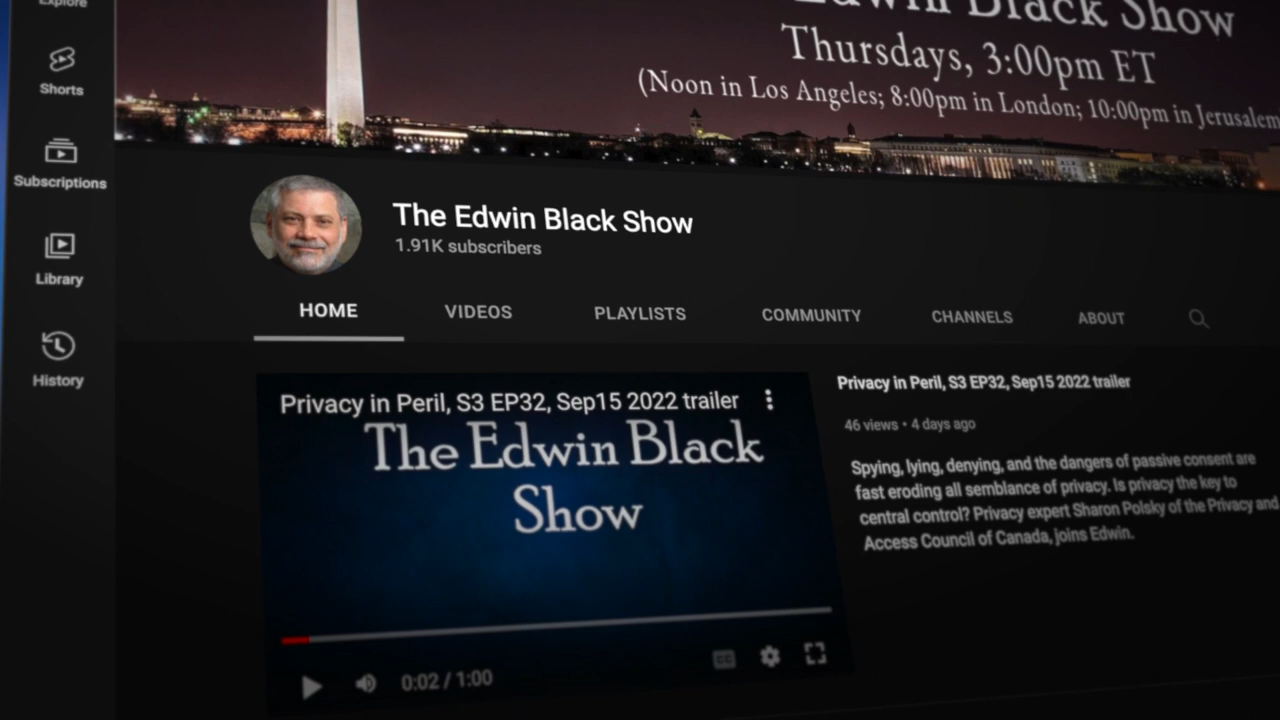 Explore
Shorts
Subscriptions
Library
History
Edwin Black Show
Thursdays, 3:00pm ET
(Noon in Los Angeles; 8:00pm in London; 10:00pm in Jerusalem
The Edwin Black Show
1.91K subscribers
HOME VIDEOS PLAYLISTS COMMUNITY CHANNELS ABOUT
Privacy in Peril, S3 EP32, Sep15 2022 trailer
The Edwin Black
Show
0:02 / 1:00
CC
Privacy in Peril, S3 EP32, Sep15 2022 trailer
46 views • 4 days ago
Spying, lying, denying, and the dangers of passive consent are
fast eroding all semblance of privacy. Is privacy the key to
central control? Privacy expert Sharon Polsky of the Privacy and
Access Council of Canada, joins Edwin.